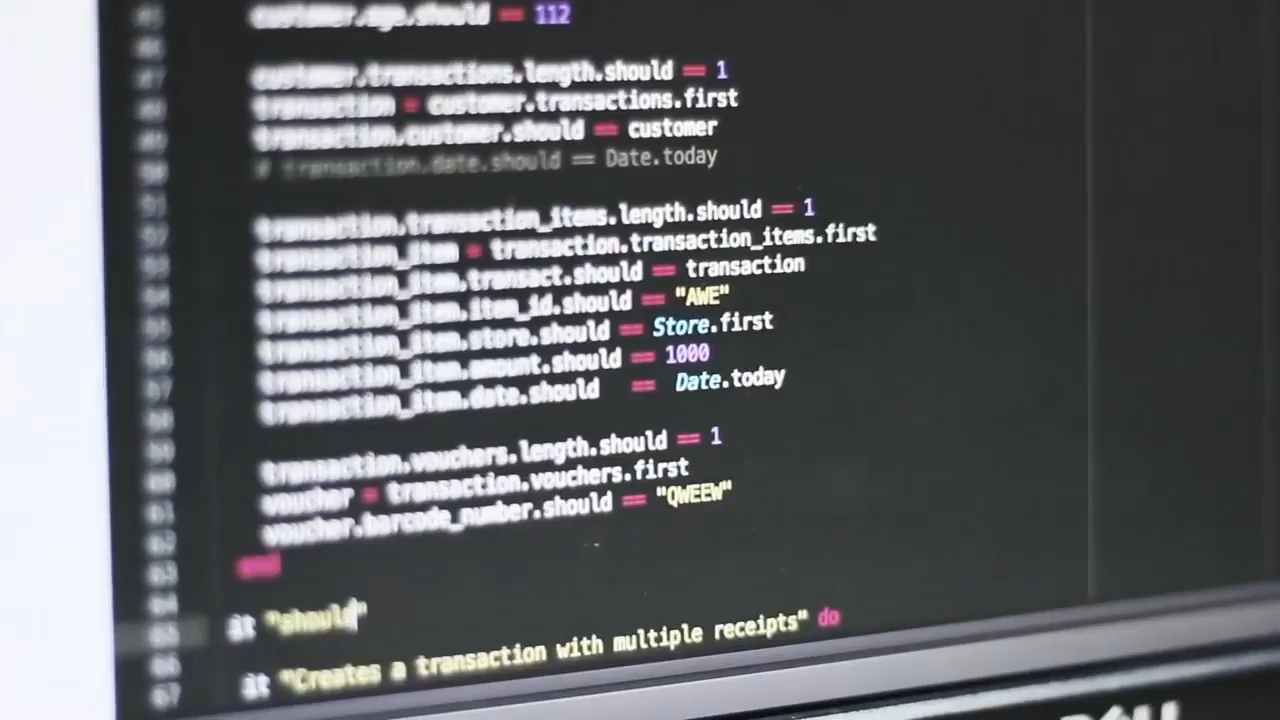 customer.age.should == 112
customer.transactions.length.should == 1
transaction = customer.transactions.first
transaction.customer.should == customer
# transaction.date.should == Date.today
transaction.transaction_items.length.should == 1
transaction_item = transaction.transaction_items.first
transaction_item.transact.should == transaction
transaction_item.item_id.should == "AWE"
transaction_item.store.should == Store.first
transaction_item.amount.should == 1000
transaction_item.date.should == Date.today
transaction.vouchers.length.should == 1
voucher = transaction.vouchers.first
voucher.barcode_number.should == "QWEEW"
end
it "should"
it "Creates a transaction with multiple receipts" do